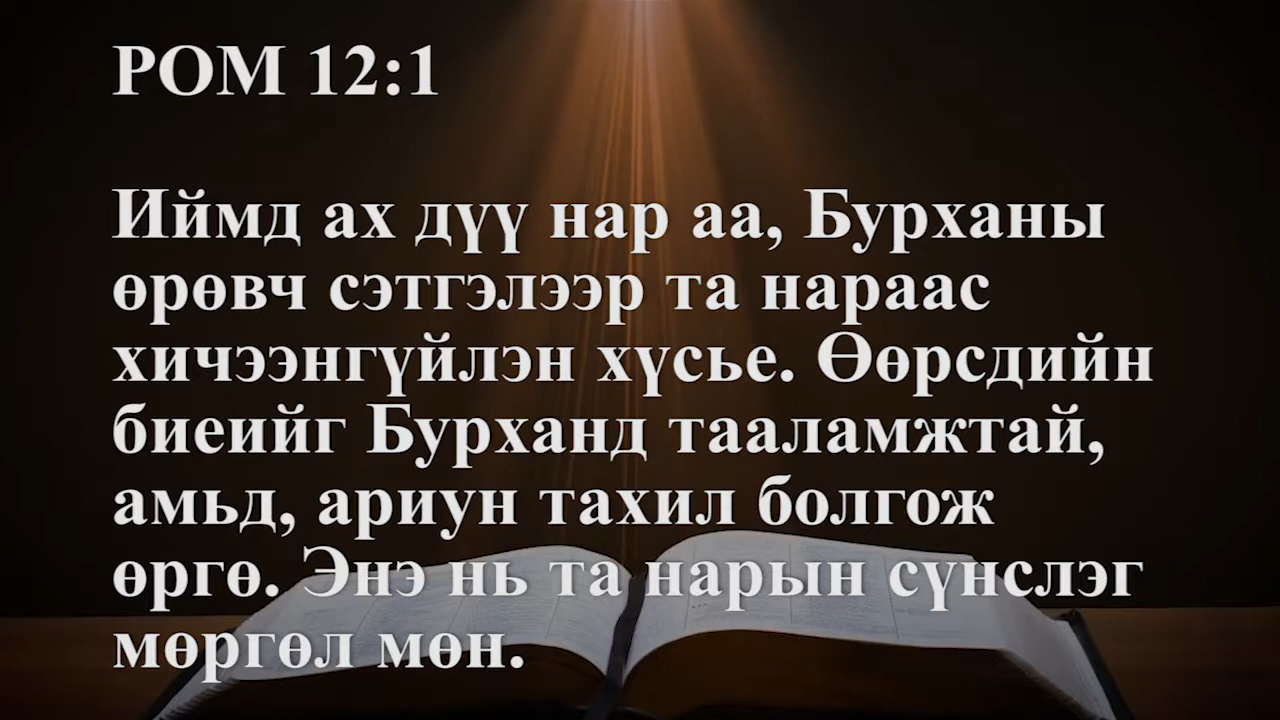 РОМ 12:1
Иймд ах дүү нар аа, Бурханы
өрөвч сэтгэлээр та нараас
хичээнгүйлэн хүсье. Өөрсдийн
биеийг Бурханд тааламжтай,
амьд, ариун тахил болгож
өргө. Энэ нь та нарын сүнслэг
мөргөл мөн.